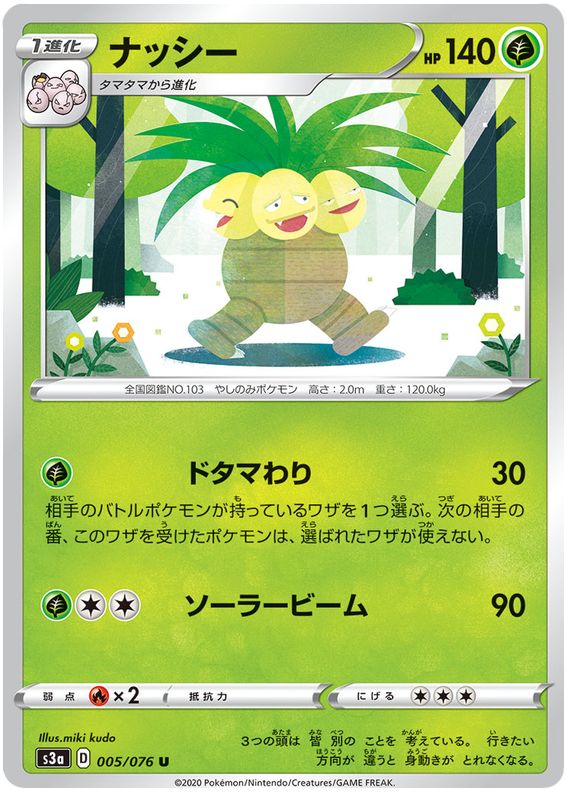 1進化
ナッシー
HP 140
タマタマから進化
全国図鑑NO.103 やしのみポケモン 高さ：2.0m 重さ：120.0kg
ドタマわり 30
相手のバトルポケモンが持っているワザを1つ選ぶ。次の相手の
番、このワザを受けたポケモンは、選ばれたワザが使えない。
ソーラービーム 90
弱点 ×2 抵抗力 にげる
Illus.miki kudo
s3a D 005/076 U
3つの頭は 皆 別の ことを 考えている。 行きたい
方向が 違うと 身動きが とれなくなる。
©2020 Pokémon/Nintendo/Creatures/GAME FREAK.